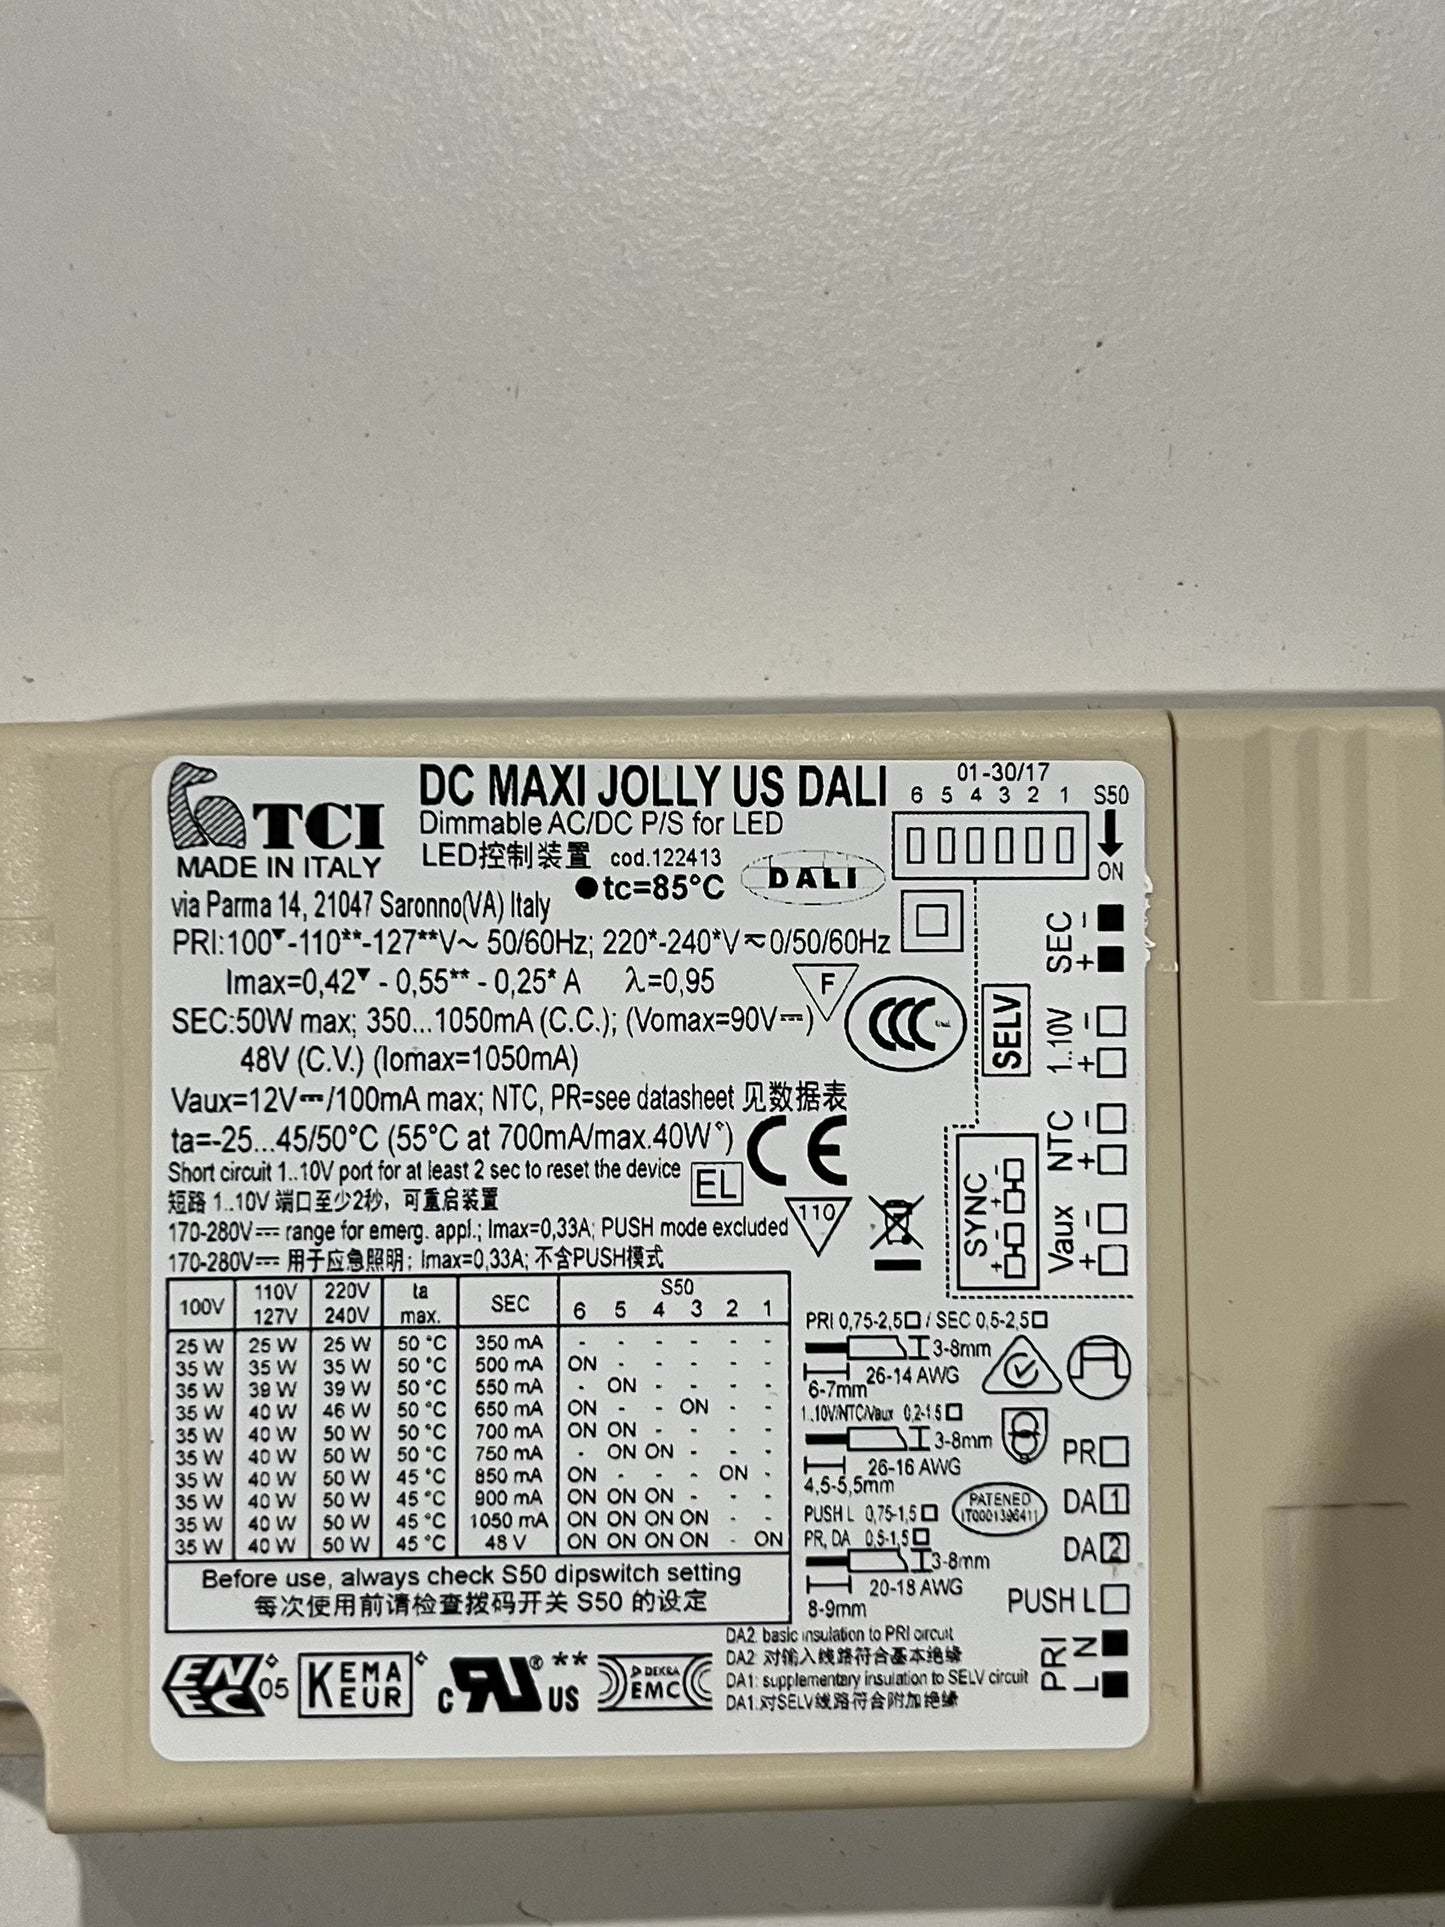 TCI
MADE IN ITALY
DC MAXI JOLLY US DALI
Dimmable AC/DC P/S for LED
LED控制装置 cod.122413
●tc=85°C
DALI
via Parma 14, 21047 Saronno(VA) Italy
PRI:100▼-110**-127**V~ 50/60Hz; 220*-240*V≂0/50/60Hz
Imax=0,42▼ - 0,55** - 0,25* A λ=0,95
F
SEC:50W max; 350...1050mA (C.C.); (Vomax=90V⎓)
48V (C.V.) (Iomax=1050mA)
Vaux=12V⎓/100mA max; NTC, PR=see datasheet 见数据表
ta=-25...45/50°C (55°C at 700mA/max.40W°)
CE
Short circuit 1..10V port for at least 2 sec to reset the device
EL
短路 1..10V 端口至少2秒，可重启装置
110
170-280V⎓ range for emerg. appl.; Imax=0,33A; PUSH mode excluded
170-280V⎓ 用于应急照明; Imax=0,33A; 不含PUSH模式
100V 110V 127V 220V 240V ta max. SEC S50 6 5 4 3 2 1
25 W 25 W 25 W 50 °C 350 mA - - - - - -
35 W 35 W 35 W 50 °C 500 mA ON - - - - -
35 W 39 W 39 W 50 °C 550 mA - ON - - - -
35 W 40 W 46 W 50 °C 650 mA ON - - ON - -
35 W 40 W 50 W 50 °C 700 mA ON ON - - - -
35 W 40 W 50 W 50 °C 750 mA - ON ON - - -
35 W 40 W 50 W 45 °C 850 mA ON - - - ON -
35 W 40 W 50 W 45 °C 900 mA ON ON ON - - -
35 W 40 W 50 W 45 °C 1050 mA ON ON ON ON - -
35 W 40 W 50 W 45 °C 48 V ON ON ON ON - ON
Before use, always check S50 dipswitch setting
每次使用前请检查拨码开关 S50 的设定
ENEC 05
KEMA
KEUR
c RU ® US **
DEKRA
EMC
01-30/17
6 5 4 3 2 1 S50
ON
CCC
SELV
SYNC
+ - + -
SEC - +
1..10V - +
NTC - +
Vaux - +
PRI 0,75-2,5□ / SEC 0,5-2,5□
3-8mm
26-14 AWG
6-7mm
1..10V/NTC/Vaux 0,2-1,5□
3-8mm
26-16 AWG
4,5-5,5mm
PUSH L 0,75-1,5□
PR, DA 0,5-1,5□
3-8mm
20-18 AWG
8-9mm
PATENED
IT0001396411
PR
DA 1
DA 2
PUSH L
PRI
L N
DA2: basic insulation to PRI circuit
DA2: 对输入线路符合基本绝缘
DA1: supplementary insulation to SELV circuit
DA1:对SELV线路符合附加绝缘